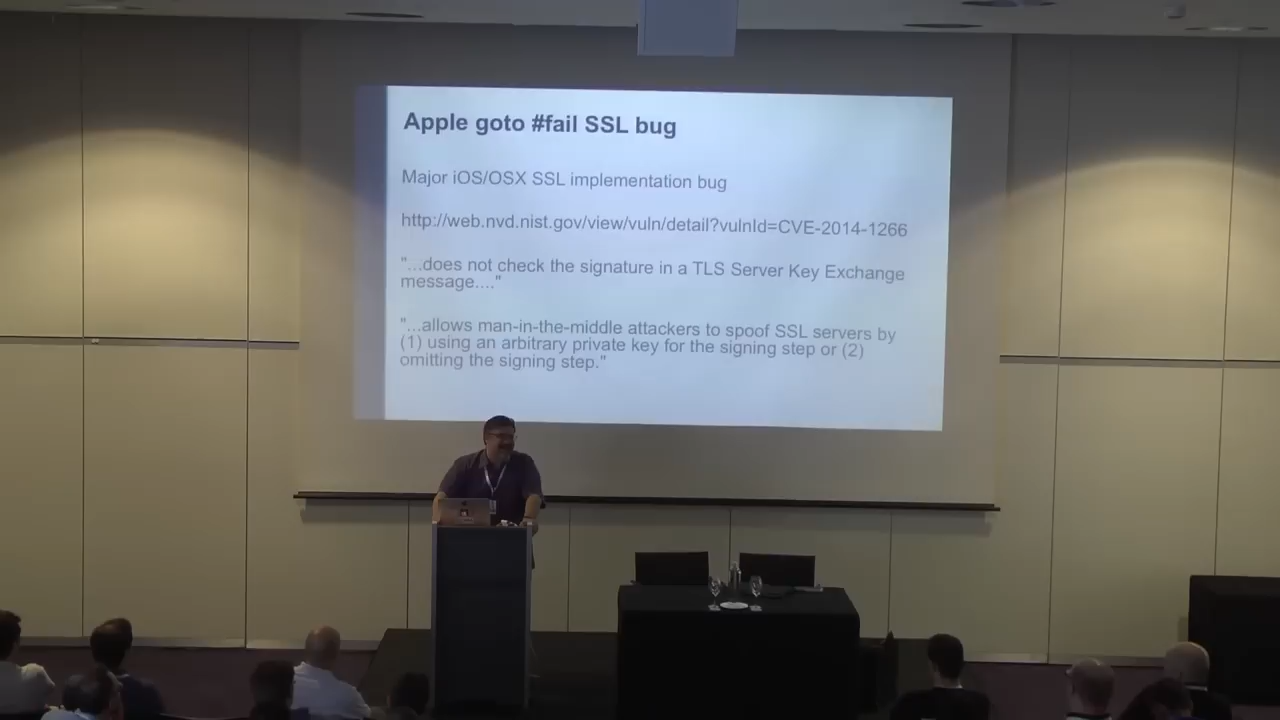 Apple goto #fail SSL bug
Major iOS/OSX SSL implementation bug
http://web.nvd.nist.gov/view/vuln/detail?vulnId=CVE-2014-1266
"...does not check the signature in a TLS Server Key Exchange
message...."
"...allows man-in-the-middle attackers to spoof SSL servers by
(1) using an arbitrary private key for the signing step or (2)
omitting the signing step."